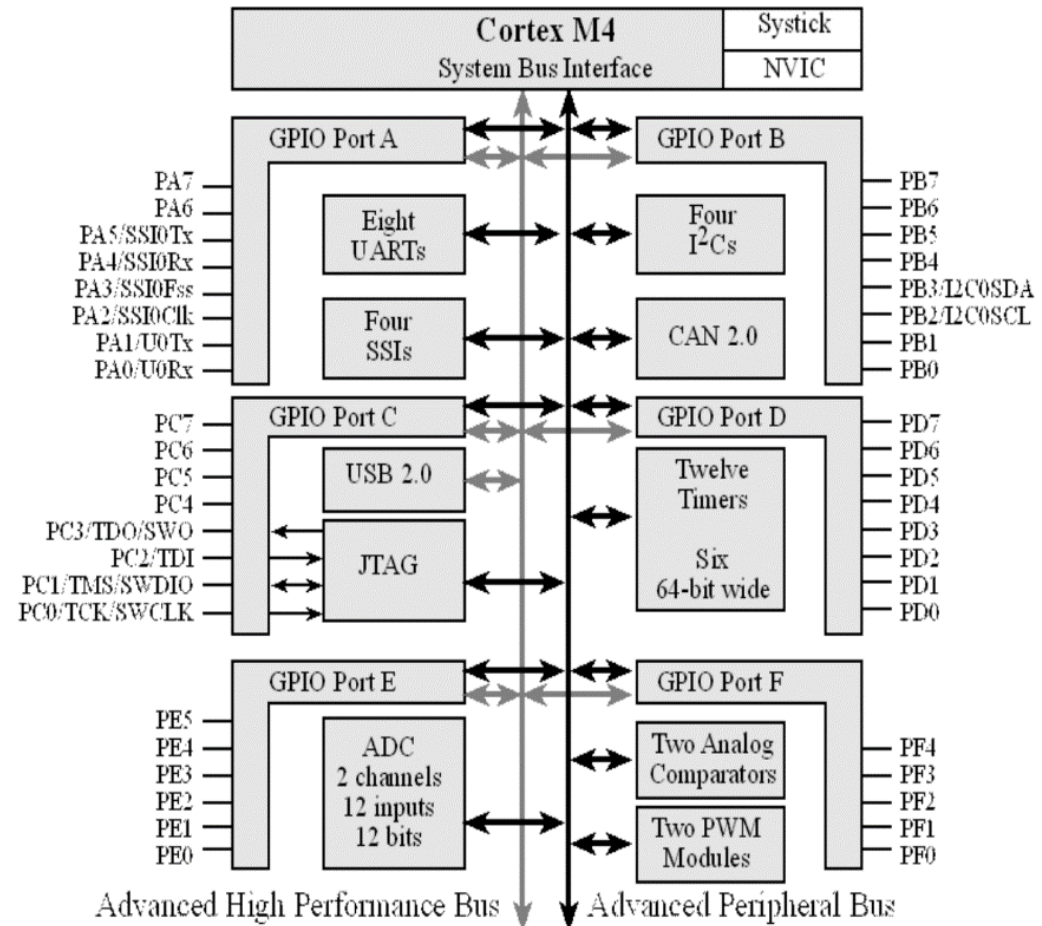 Cortex M4
System Bus Interface
Systick
NVIC
GPIO Port A
PA7
PA6
PA5/SSI0Tx
PA4/SSI0Rx
PA3/SSI0Fss
PA2/SSI0Clk
PA1/U0Tx
PA0/U0Rx
Eight
UARTs
Four
SSIs
GPIO Port B
Four
I²Cs
CAN 2.0
PB7
PB6
PB5
PB4
PB3/I2C0SDA
PB2/I2C0SCL
PB1
PB0
GPIO Port C
PC7
PC6
PC5
PC4
PC3/TDO/SWO
PC2/TDI
PC1/TMS/SWDIO
PC0/TCK/SWCLK
USB 2.0
JTAG
GPIO Port D
Twelve
Timers
Six
64-bit wide
PD7
PD6
PD5
PD4
PD3
PD2
PD1
PD0
GPIO Port E
PE5
PE4
PE3
PE2
PE1
PE0
ADC
2 channels
12 inputs
12 bits
GPIO Port F
Two Analog
Comparators
Two PWM
Modules
PF4
PF3
PF2
PF1
PF0
Advanced High Performance Bus
Advanced Peripheral Bus